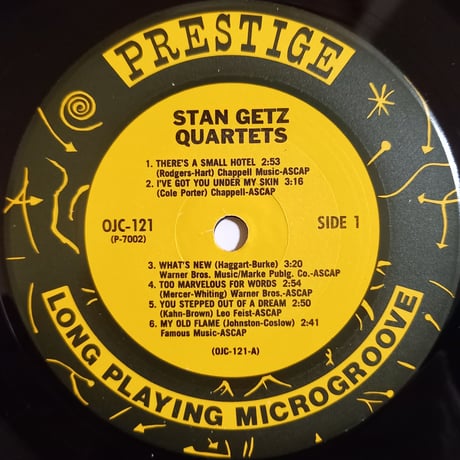 PRESTIGE
STAN GETZ
QUARTETS
1. THERE'S A SMALL HOTEL 2:53
(Rodgers-Hart) Chappell Music-ASCAP
2. I'VE GOT YOU UNDER MY SKIN 3:16
(Cole Porter) Chappell-ASCAP
OJC-121
(P-7002)
SIDE 1
3. WHAT'S NEW (Haggart-Burke) 3:20
Warner Bros. Music/Marke Publg. Co.-ASCAP
4. TOO MARVELOUS FOR WORDS 2:54
(Mercer-Whiting) Warner Bros.-ASCAP
5. YOU STEPPED OUT OF A DREAM 2:50
(Kahn-Brown) Leo Feist-ASCAP
6. MY OLD FLAME (Johnston-Coslow) 2:41
Famous Music-ASCAP
(OJC-121-A)
LONG PLAYING MICROGROOVE